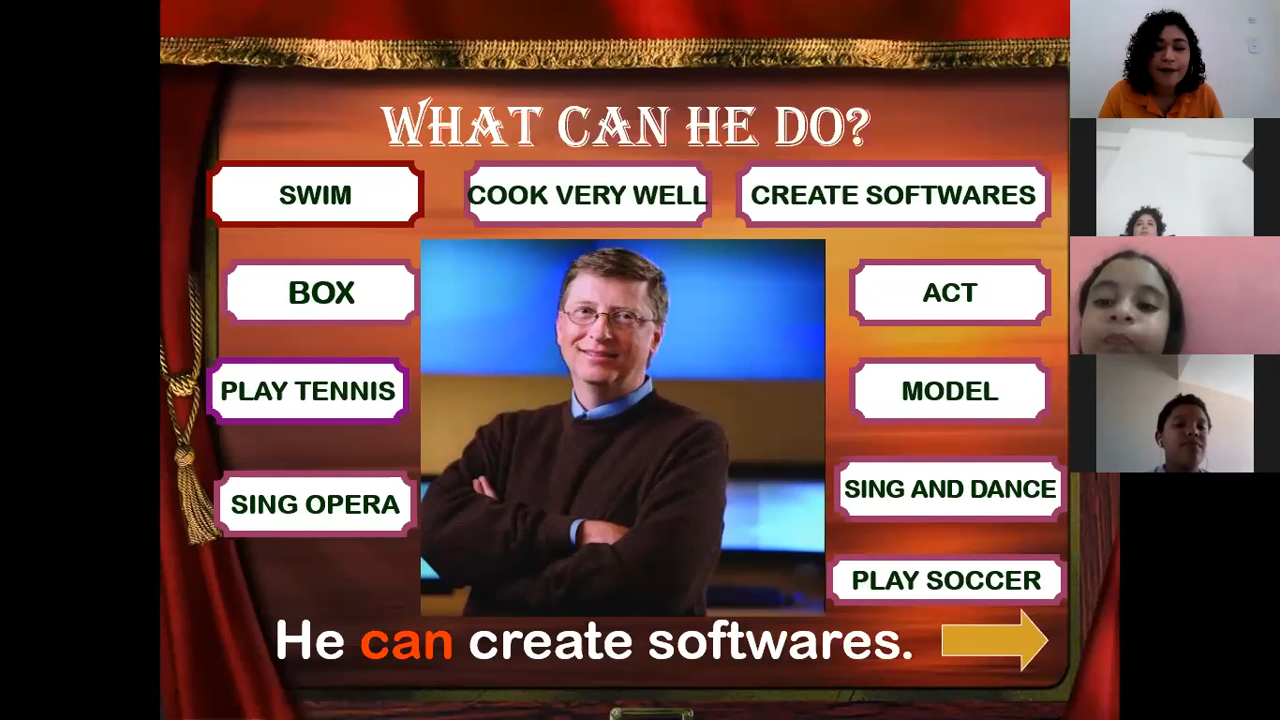 WHAT CAN HE DO?
SWIM
COOK VERY WELL
CREATE SOFTWARES
BOX
ACT
PLAY TENNIS
MODEL
SING OPERA
SING AND DANCE
PLAY SOCCER
He can create softwares.